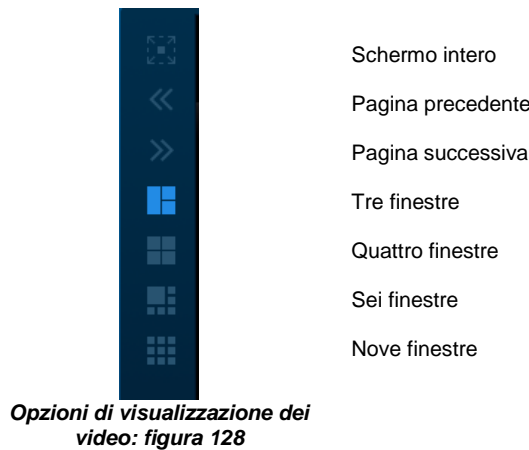 Schermo intero
Pagina precedente
Pagina successiva
Tre finestre
Quattro finestre
Sei finestre
Nove finestre
Opzioni di visualizzazione dei
video: figura 128